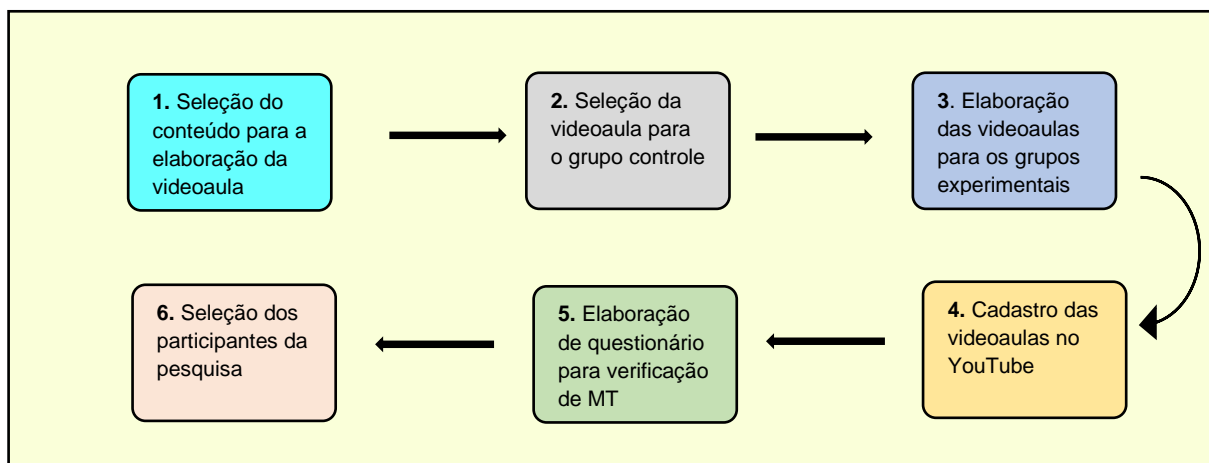 1. Seleção do
conteúdo para a
elaboração da
videoaula
2. Seleção da
videoaula para
o grupo controle
3. Elaboração
das videoaulas
para os grupos
experimentais
4. Cadastro das
videoaulas no
YouTube
5. Elaboração
de questionário
para verificação
de MT
6. Seleção dos
participantes da
pesquisa